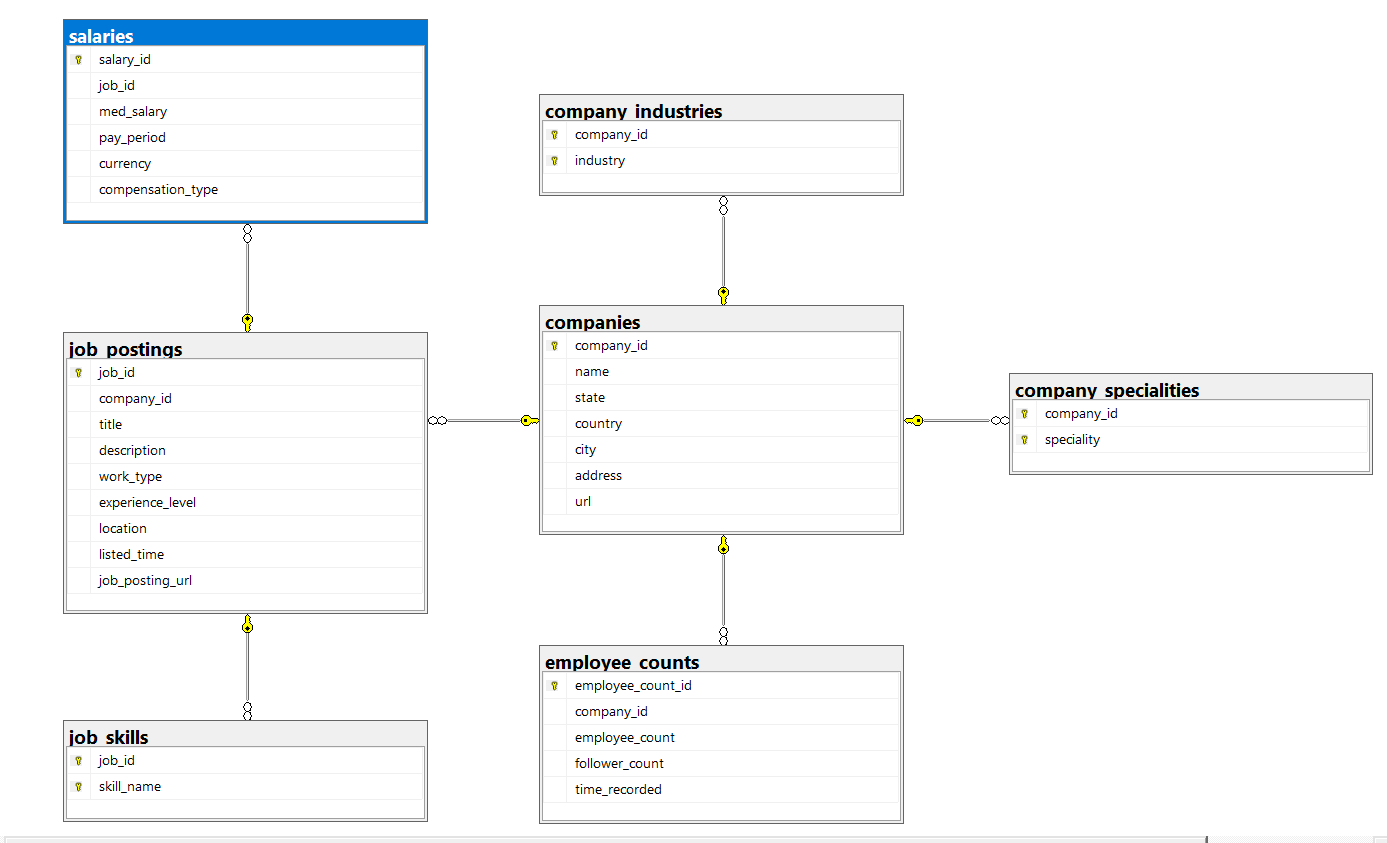 salaries
salary_id
job_id
med_salary
pay_period
currency
compensation_type
company_industries
company_id
industry
job_postings
job_id
company_id
title
description
work_type
experience_level
location
listed_time
job_posting_url
companies
company_id
name
state
country
city
address
url
company_specialities
company_id
speciality
job_skills
job_id
skill_name
employee_counts
employee_count_id
company_id
employee_count
follower_count
time_recorded